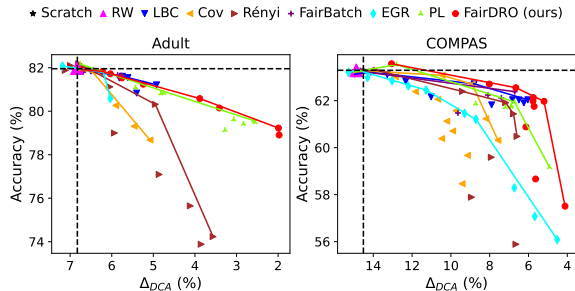 Scratch RW LBC Cov Rényi FairBatch EGR PL FairDRO (ours)
Adult COMPAS
Accuracy (%) 82 80 78 76 74
7 6 5 4 3 2
Δ_DCA (%)
Accuracy (%) 62 60 58 56
14 12 10 8 6 4
Δ_DCA (%)